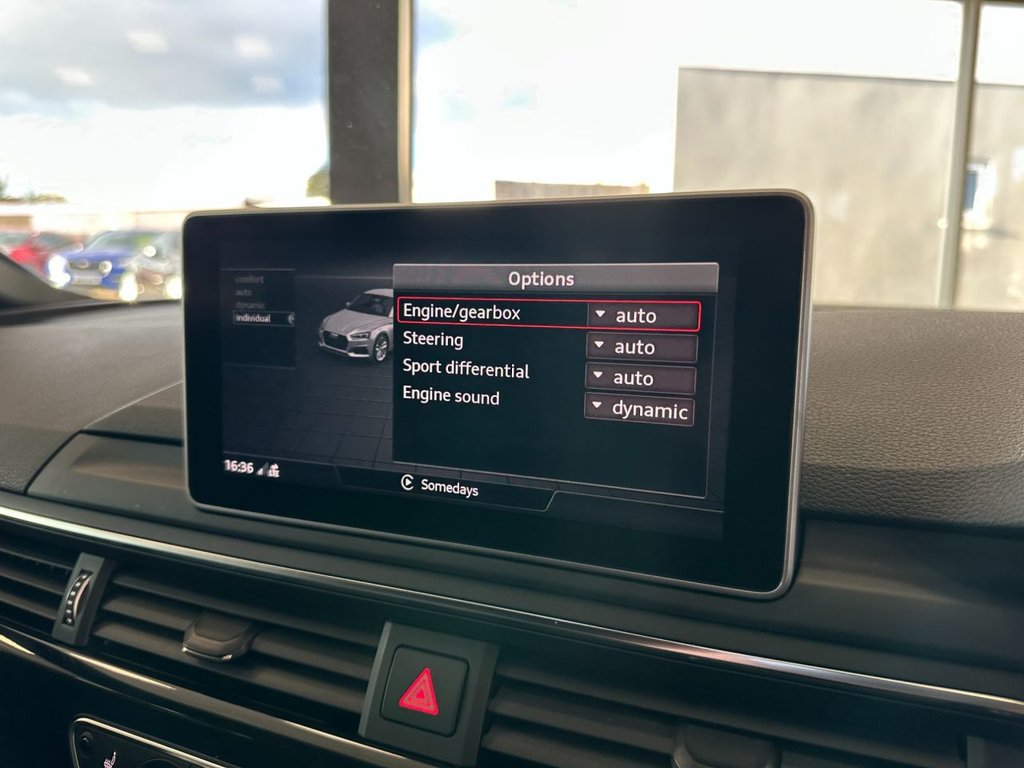 comfort
auto
dynamic
individual
Options
Engine/gearbox auto
Steering auto
Sport differential auto
Engine sound dynamic
16:36 LTE
Somedays